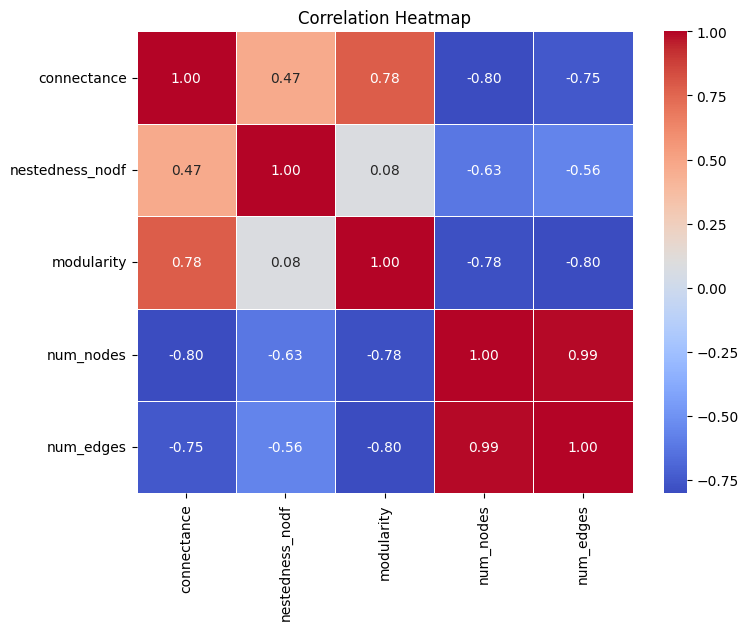 Correlation Heatmap
connectance 1.00 0.47 0.78 -0.80 -0.75
nestedness_nodf 0.47 1.00 0.08 -0.63 -0.56
modularity 0.78 0.08 1.00 -0.78 -0.80
num_nodes -0.80 -0.63 -0.78 1.00 0.99
num_edges -0.75 -0.56 -0.80 0.99 1.00
connectance nestedness_nodf modularity num_nodes num_edges
1.00
0.75
0.50
0.25
0.00
−0.25
−0.50
−0.75